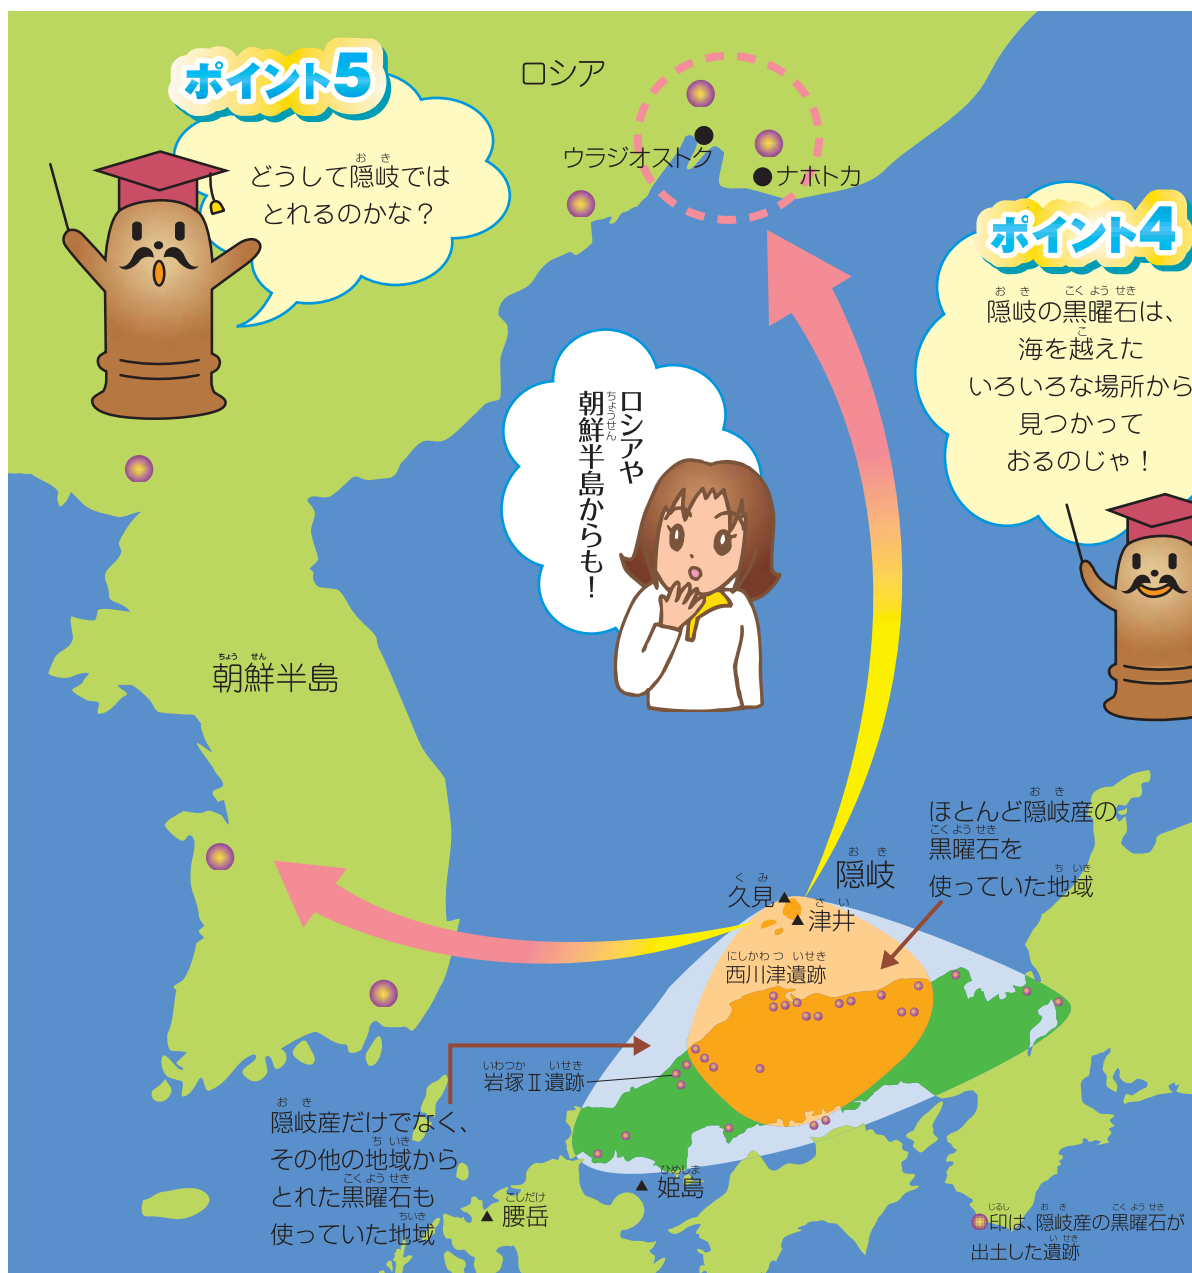 ポイント5
どうして隠岐では
とれるのかな？
ロシア
ウラジオストク
ナホトカ
ポイント4
隠岐の黒曜石は、
海を越えた
いろいろな場所から
見つかって
おるのじゃ！
ロシアや
朝鮮半島からも！
朝鮮半島
ほとんど隠岐産の
黒曜石を
使っていた地域
隠岐
久見
津井
西川津遺跡
岩塚Ⅱ遺跡
隠岐産だけでなく、
その他の地域から
とれた黒曜石も
使っていた地域
姫島
腰岳
印は、隠岐産の黒曜石が
出土した遺跡